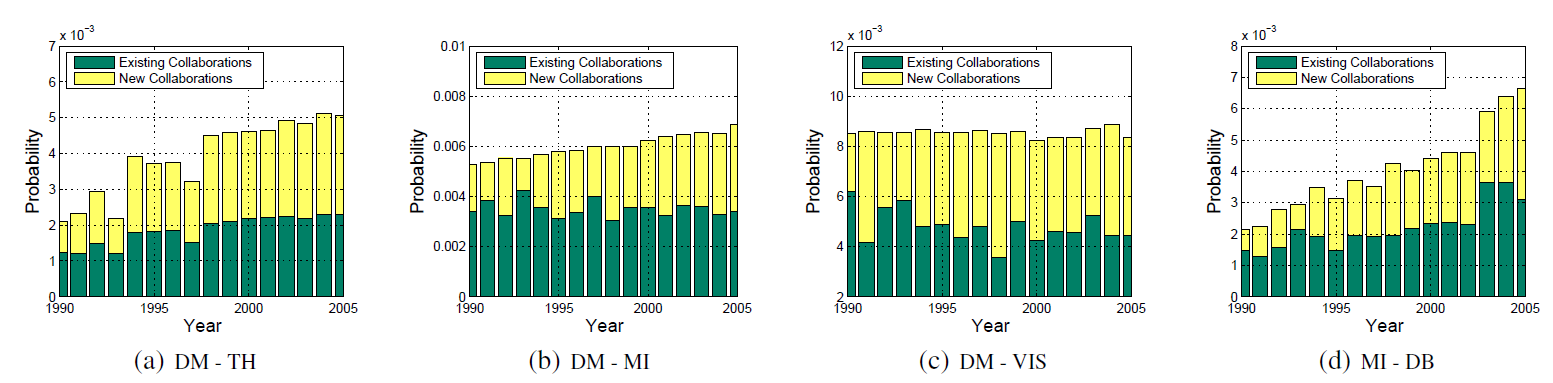 x 10⁻³
7
6
5
4
3
2
1
0
Probability
Existing Collaborations
New Collaborations
1990 1995 2000 2005
Year
(a) DM - TH
0.01
0.008
0.006
0.004
0.002
0
Probability
Existing Collaborations
New Collaborations
1990 1995 2000 2005
Year
(b) DM - MI
x 10⁻³
12
10
8
6
4
2
Probability
Existing Collaborations
New Collaborations
1990 1995 2000 2005
Year
(c) DM - VIS
x 10⁻³
8
7
6
5
4
3
2
1
0
Probability
Existing Collaborations
New Collaborations
1990 1995 2000 2005
Year
(d) MI - DB